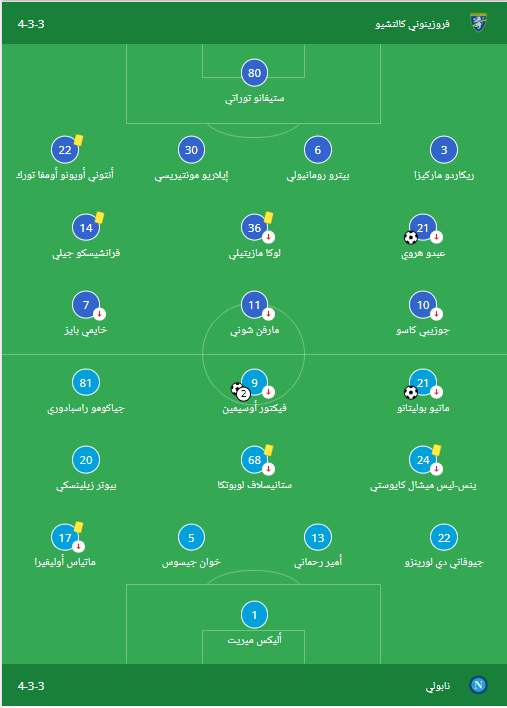 فروزينوني كالتشيو 4-3-3
80
ستيفانو توراتي
3 6 30 22
ريكاردو ماركيزا بيترو رومانيولي إيلاريو مونتيريسي أنتوني أويونو أومفا تورك
21 36 14
عبدو هروي لوكا مازيتيلي فرانشيسكو جيلي
10 11 7
جوزيبي كاسو مارفن شوني خايمي بايز
21 9 2 81
ماتيو بوليتانو فيكتور أوسيمين جياكومو راسبادوري
24 68 20
ينس-ليس ميشال كايوستي ستانيسلاف لوبوتكا بيوتر زيلينسكي
22 13 5 17
جيوفاني دي لورينزو أمير رحماني خوان جيسوس ماتياس أوليفيرا
1
أليكس ميريت
نابولي 4-3-3
N